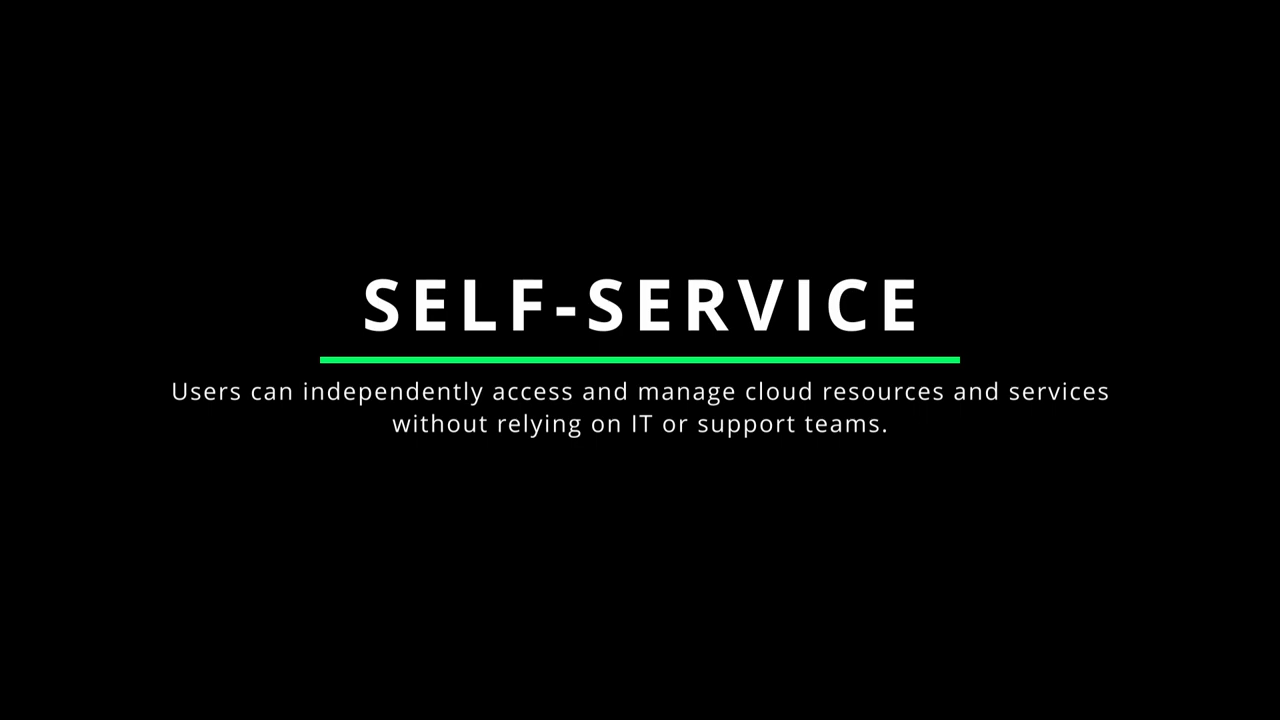 SELF-SERVICE
Users can independently access and manage cloud resources and services
without relying on IT or support teams.